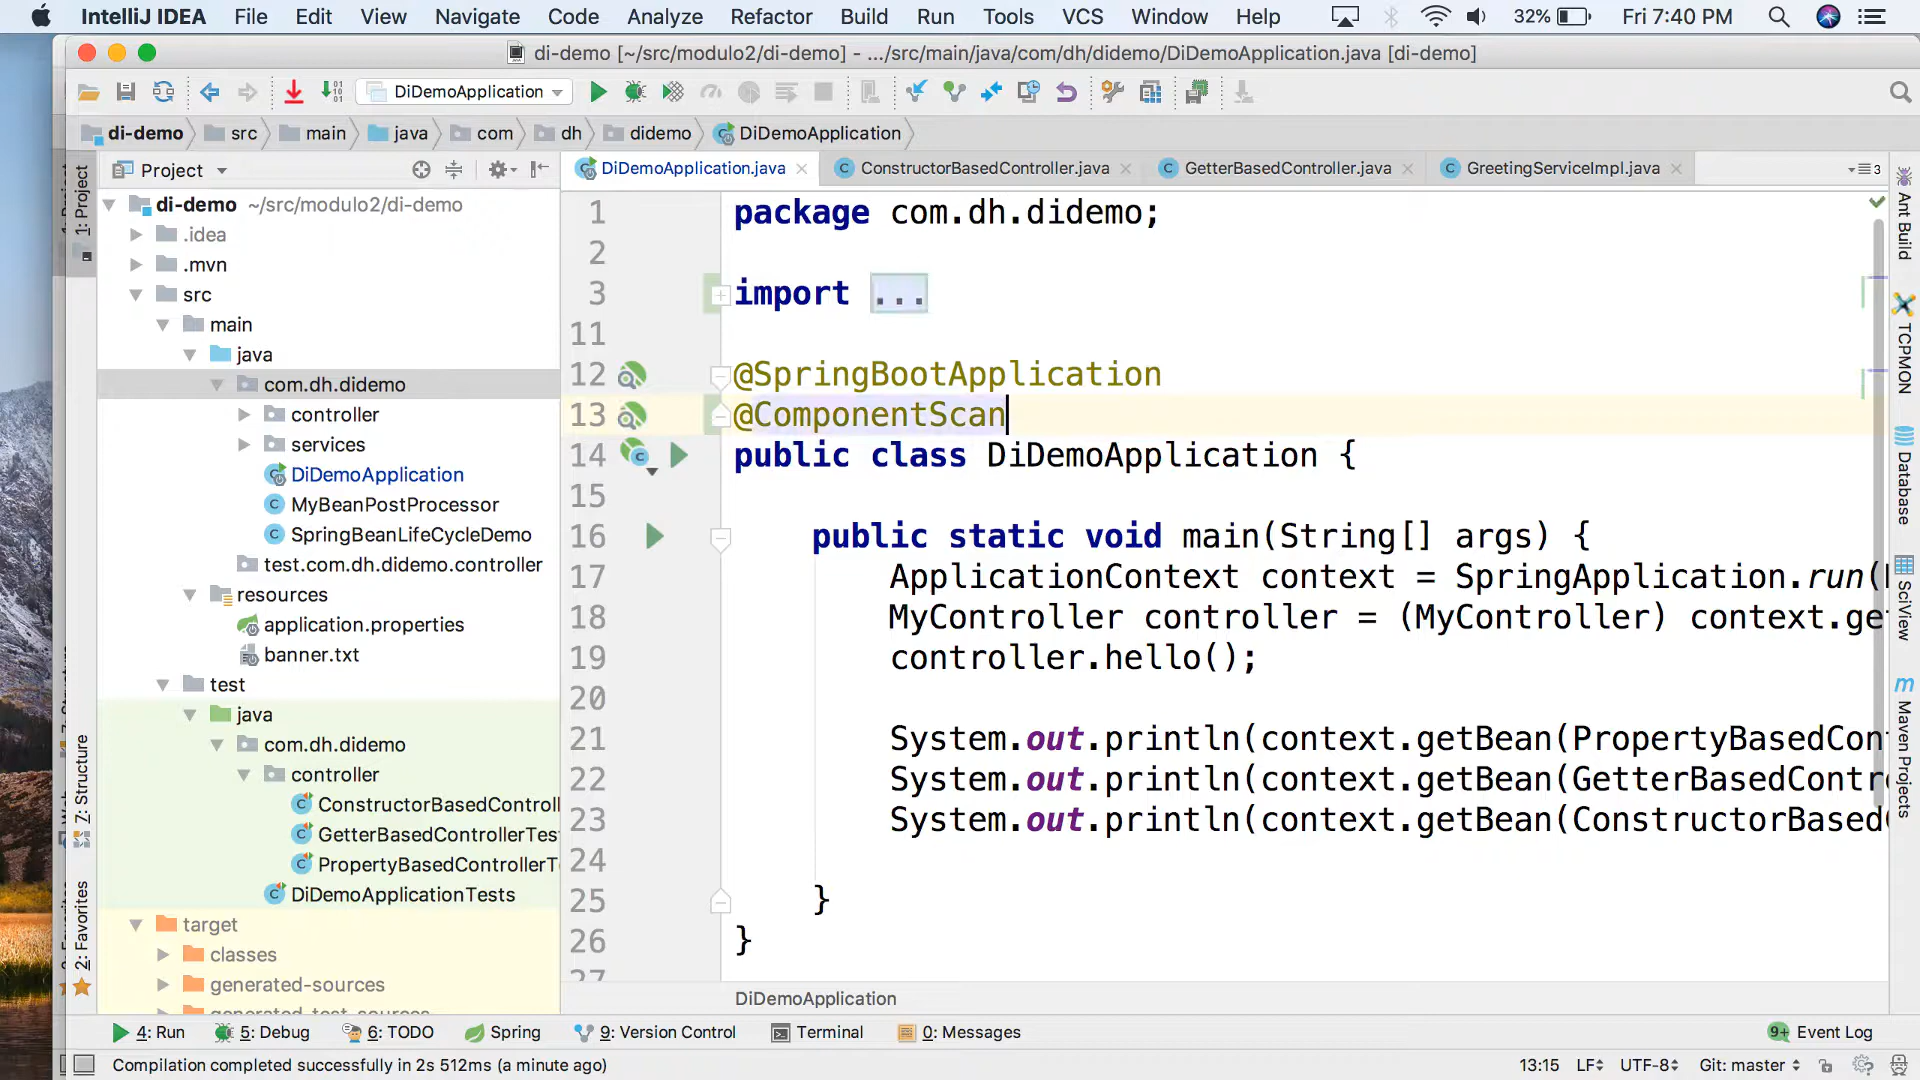 IntelliJ IDEA File Edit View Navigate Code Analyze Refactor Build Run Tools VCS Window Help 32% Fri 7:40 PM
di-demo [~/src/modulo2/di-demo] - .../src/main/java/com/dh/didemo/DiDemoApplication.java [di-demo]
DiDemoApplication
di-demo src main java com dh didemo DiDemoApplication
Project
DiDemoApplication.java ConstructorBasedController.java GetterBasedController.java GreetingServiceImpl.java 3
di-demo ~/src/modulo2/di-demo
.idea
.mvn
src
main
java
com.dh.didemo
controller
services
DiDemoApplication
MyBeanPostProcessor
SpringBeanLifeCycleDemo
test.com.dh.didemo.controller
resources
application.properties
banner.txt
test
java
com.dh.didemo
controller
ConstructorBasedControll
GetterBasedControllerTes
PropertyBasedControllerT
DiDemoApplicationTests
target
classes
generated-sources
generated-test-sources
1: Project
7: Structure
2: Favorites
1 package com.dh.didemo;
2
3 import ...
11
12 @SpringBootApplication
13 @ComponentScan
14 public class DiDemoApplication {
15
16 public static void main(String[] args) {
17 ApplicationContext context = SpringApplication.run(
18 MyController controller = (MyController) context.ge
19 controller.hello();
20
21 System.out.println(context.getBean(PropertyBasedCon
22 System.out.println(context.getBean(GetterBasedContr
23 System.out.println(context.getBean(ConstructorBased
24
25 }
26 }
27
DiDemoApplication
Ant Build
TCPMON
Database
SciView
Maven Projects
4: Run 5: Debug 6: TODO Spring 9: Version Control Terminal 0: Messages 9+ Event Log
Compilation completed successfully in 2s 512ms (a minute ago) 13:15 LF UTF-8 Git: master